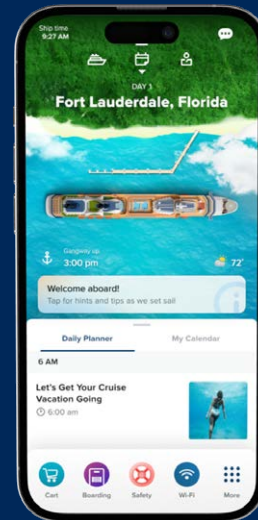 Ship time
9:27 AM
DAY 1
Fort Lauderdale, Florida
Gangway up
3:00 pm
72°
Welcome aboard!
Tap for hints and tips as we set sail
Daily Planner
My Calendar
6 AM
Let's Get Your Cruise
Vacation Going
6:00 am
Cart
Boarding
Safety
Wi-Fi
More